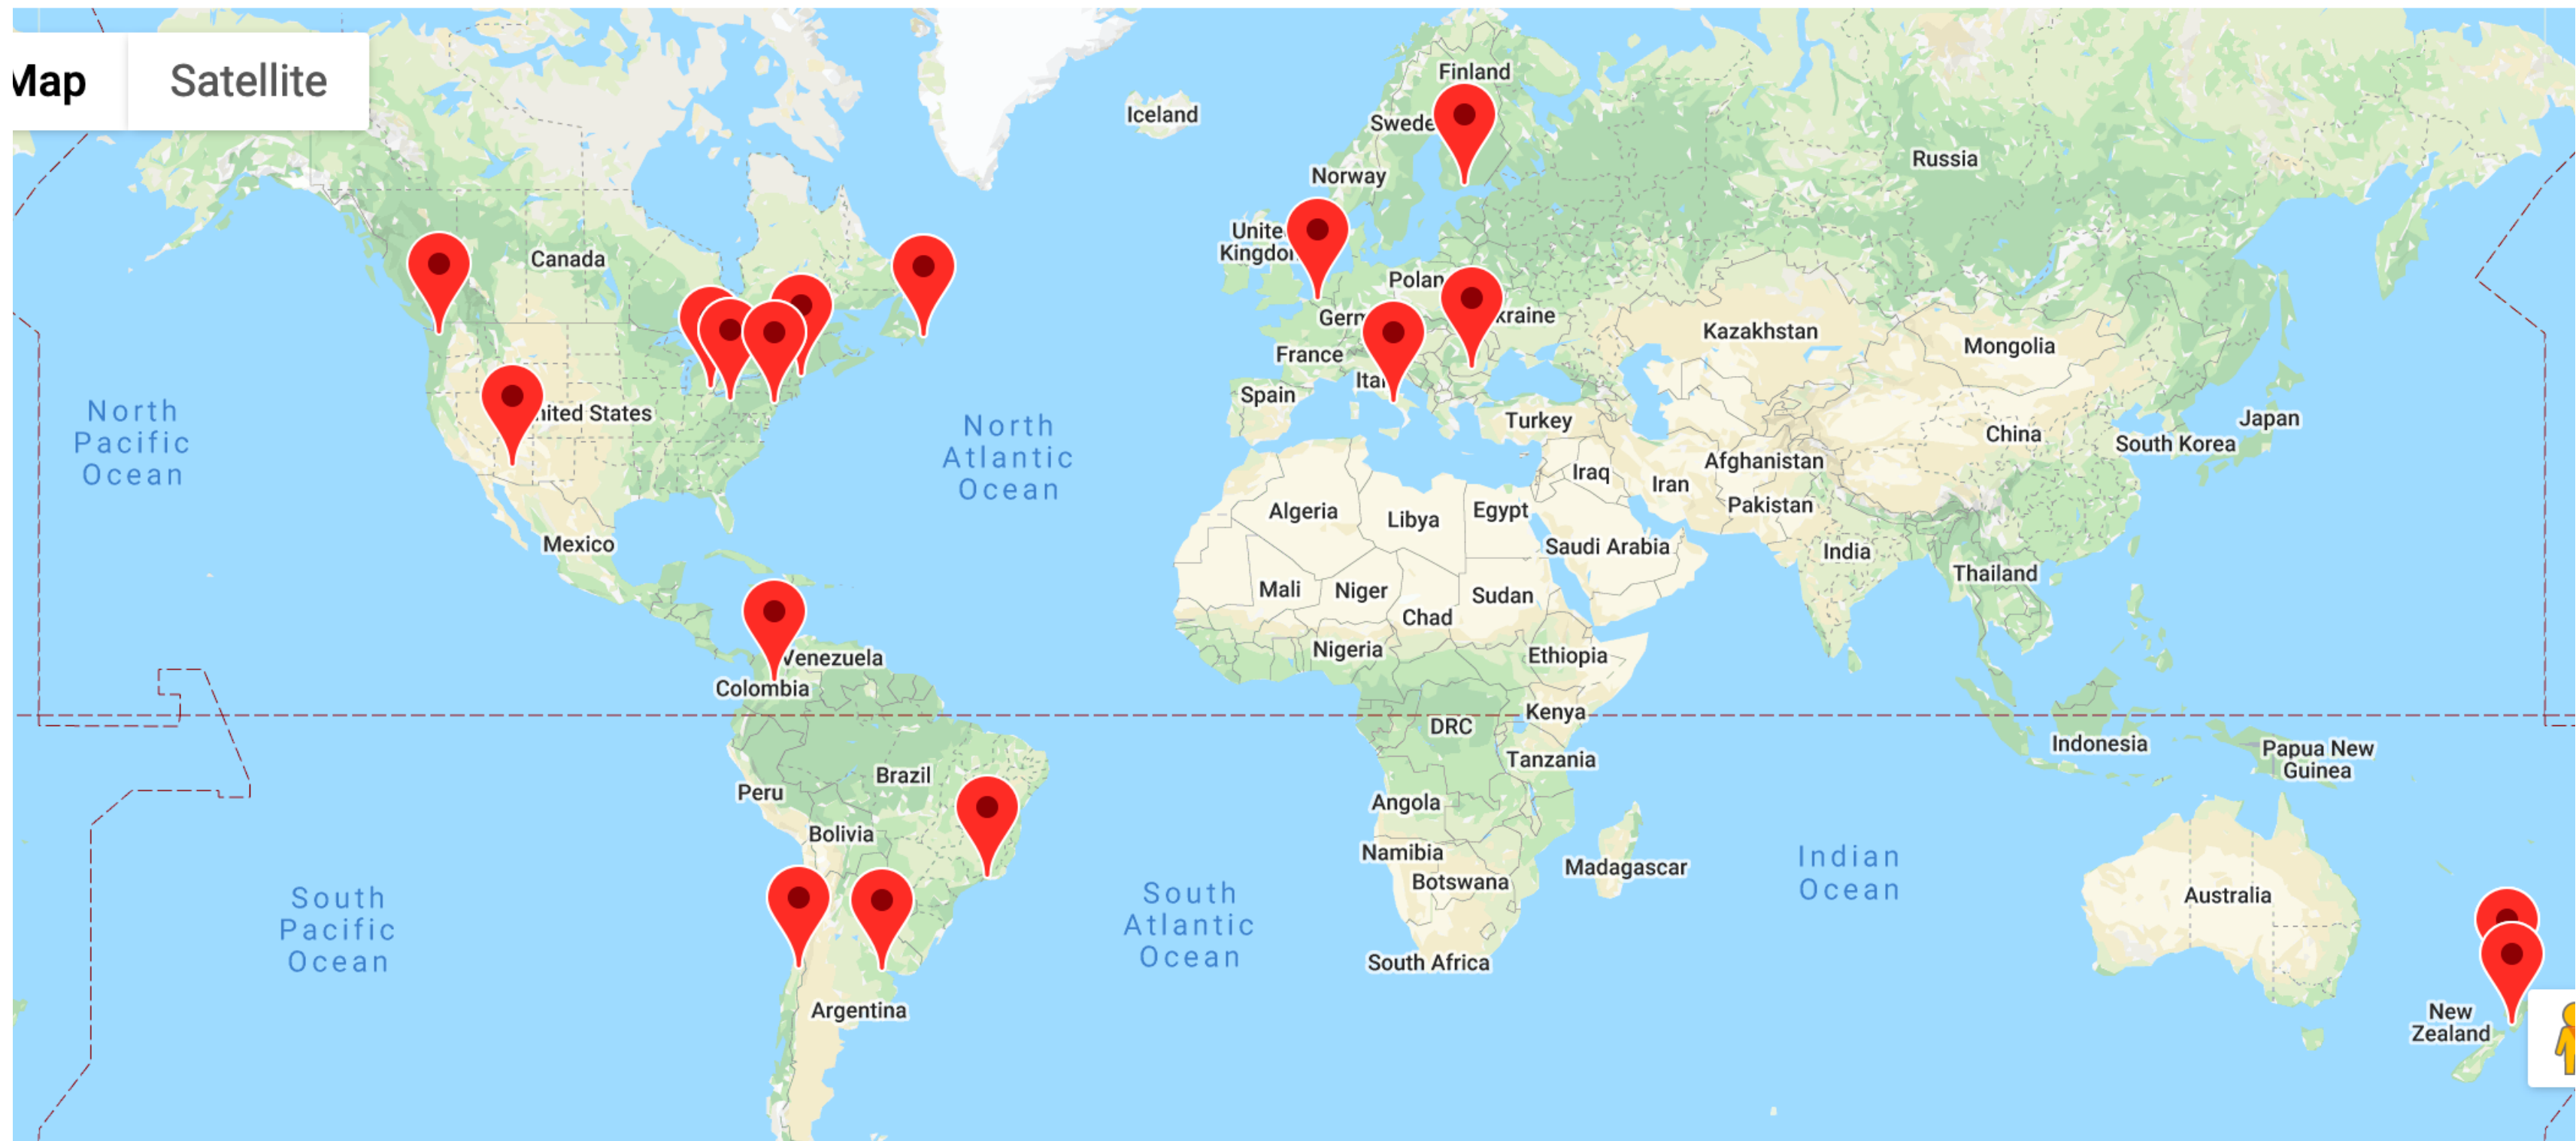 Map
Satellite
Finland
Iceland
Swede
Russia
Norway
Unite
Kingdo
Canada
Polan
Germ
kraine
Kazakhstan
Mongolia
France
Ita
Spain
North
Pacific
Ocean
nited States
North
Atlantic
Ocean
Turkey
Japan
China
South Korea
Afghanistan
Iraq
Iran
Pakistan
Algeria
Libya
Egypt
Mexico
Saudi Arabia
India
Thailand
Mali
Niger
Sudan
Chad
Nigeria
Ethiopia
Venezuela
Colombia
Kenya
DRC
Indonesia
Papua New
Guinea
Tanzania
Brazil
Peru
Angola
Bolivia
Namibia
Madagascar
Indian
Ocean
Botswana
Australia
South
Pacific
Ocean
South
Atlantic
Ocean
South Africa
Argentina
New
Zealand